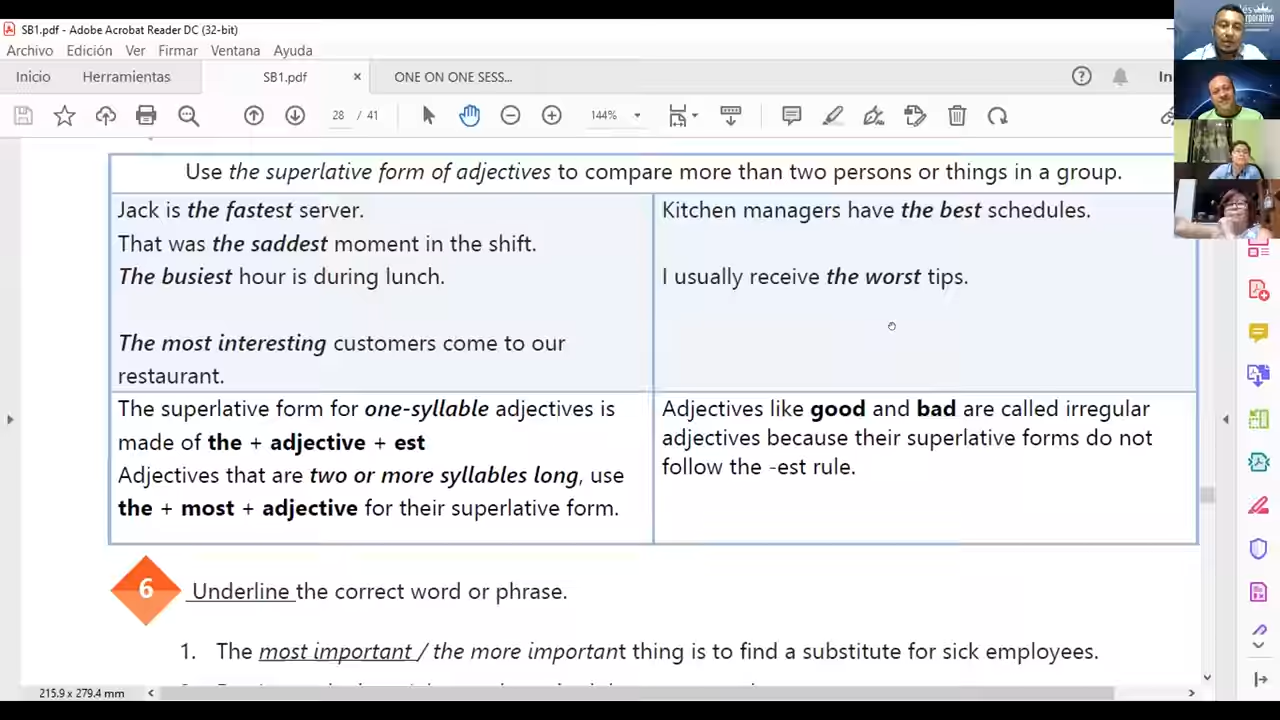 SB1.pdf - Adobe Acrobat Reader DC (32-bit)
Archivo Edición Ver Firmar Ventana Ayuda
Inicio Herramientas SB1.pdf × ONE ON ONE SESS... In
28 / 41 144%
Use the superlative form of adjectives to compare more than two persons or things in a group.
Jack is the fastest server.
That was the saddest moment in the shift.
The busiest hour is during lunch.
The most interesting customers come to our
restaurant.
Kitchen managers have the best schedules.
I usually receive the worst tips.
The superlative form for one-syllable adjectives is
made of the + adjective + est
Adjectives that are two or more syllables long, use
the + most + adjective for their superlative form.
Adjectives like good and bad are called irregular
adjectives because their superlative forms do not
follow the -est rule.
6 Underline the correct word or phrase.
1. The most important / the more important thing is to find a substitute for sick employees.
215.9 x 279.4 mm